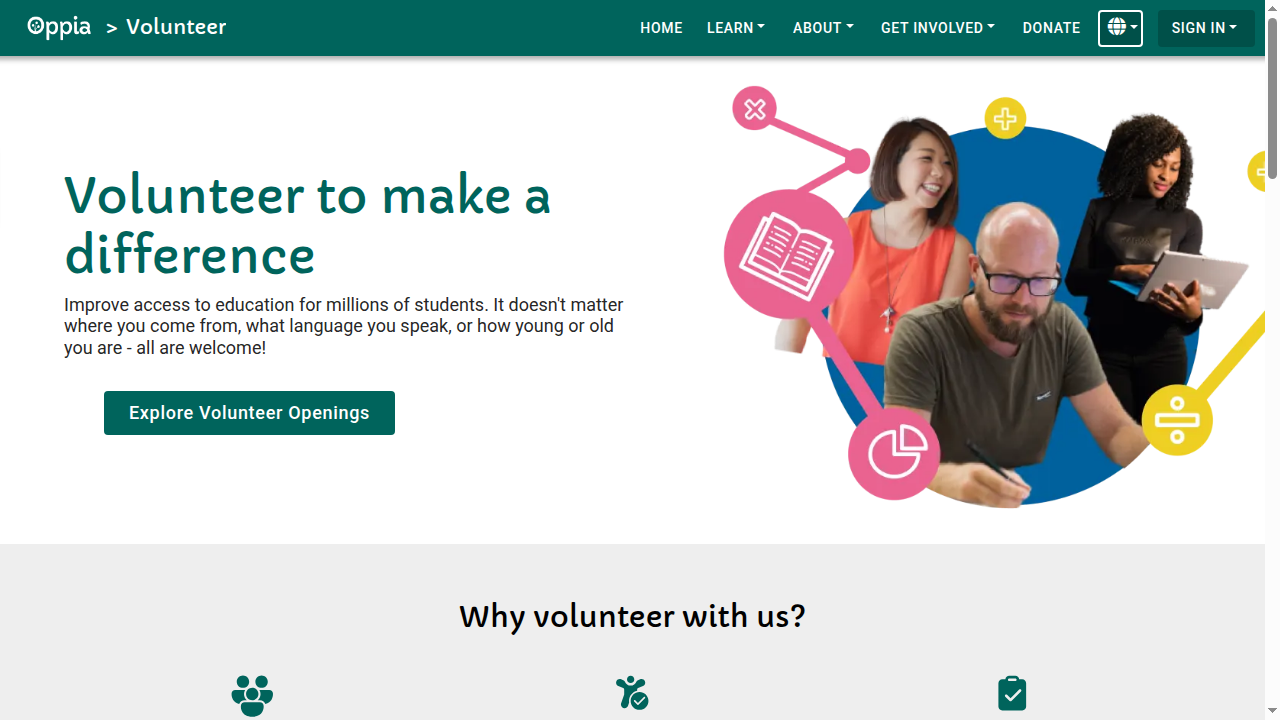 Oppia > Volunteer HOME LEARN ABOUT GET INVOLVED DONATE SIGN IN
Volunteer to make a
difference
Improve access to education for millions of students. It doesn't matter
where you come from, what language you speak, or how young or old
you are - all are welcome!
Explore Volunteer Openings
Why volunteer with us?